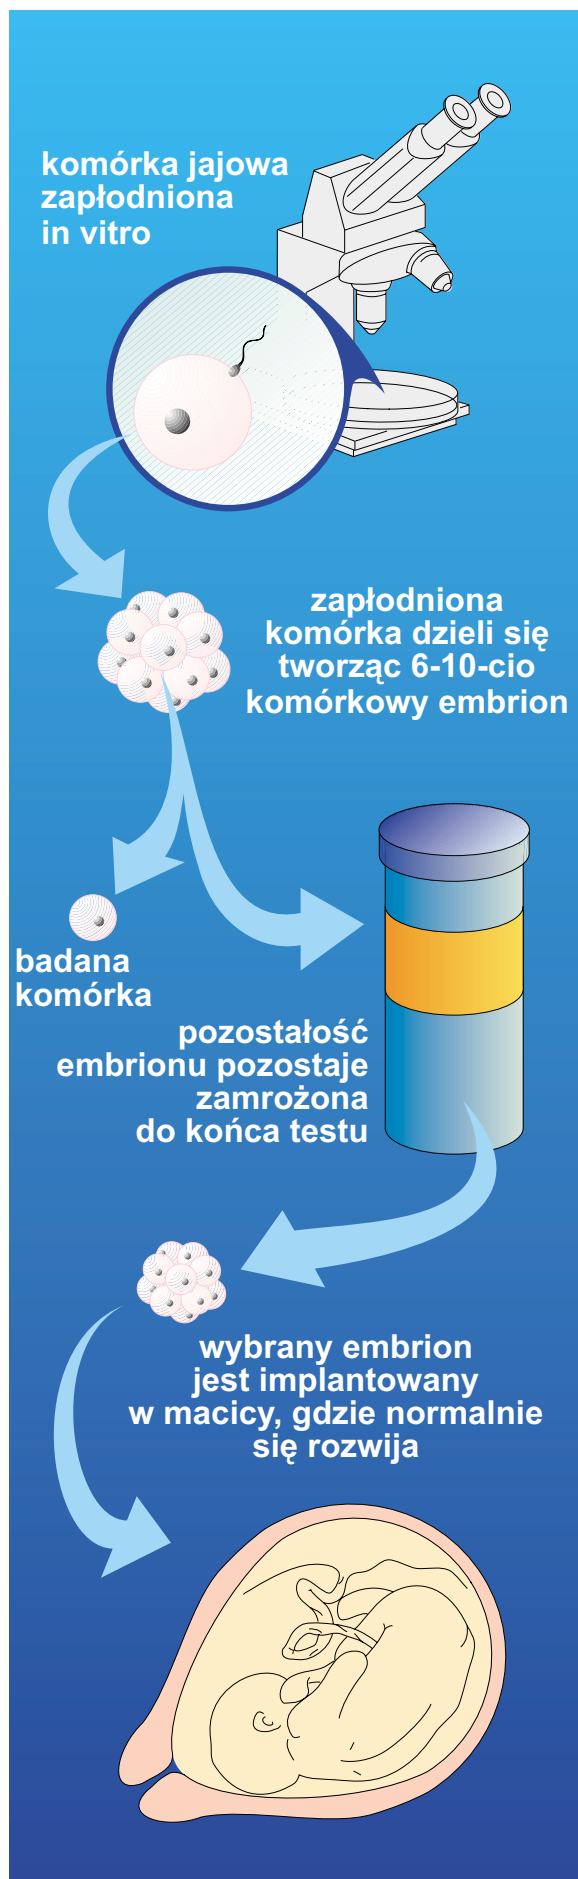 komórka jajowa
zapłodniona
in vitro
zapłodniona
komórka dzieli się
tworząc 6-10-cio
komórkowy embrion
badana
komórka
pozostałość
embrionu pozostaje
zamrożona
do końca testu
wybrany embrion
jest implantowany
w macicy, gdzie normalnie
się rozwija